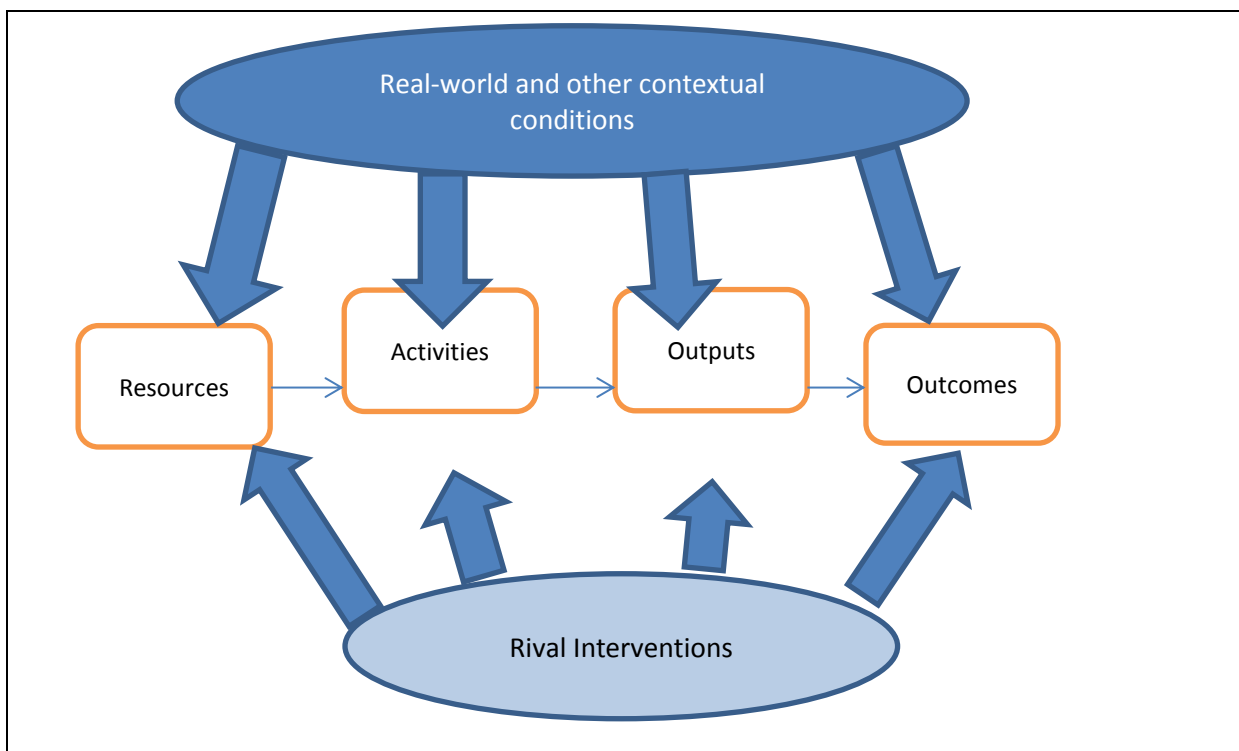 Real-world and other contextual
conditions
Activities
Outputs
Resources
Outcomes
Rival Interventions